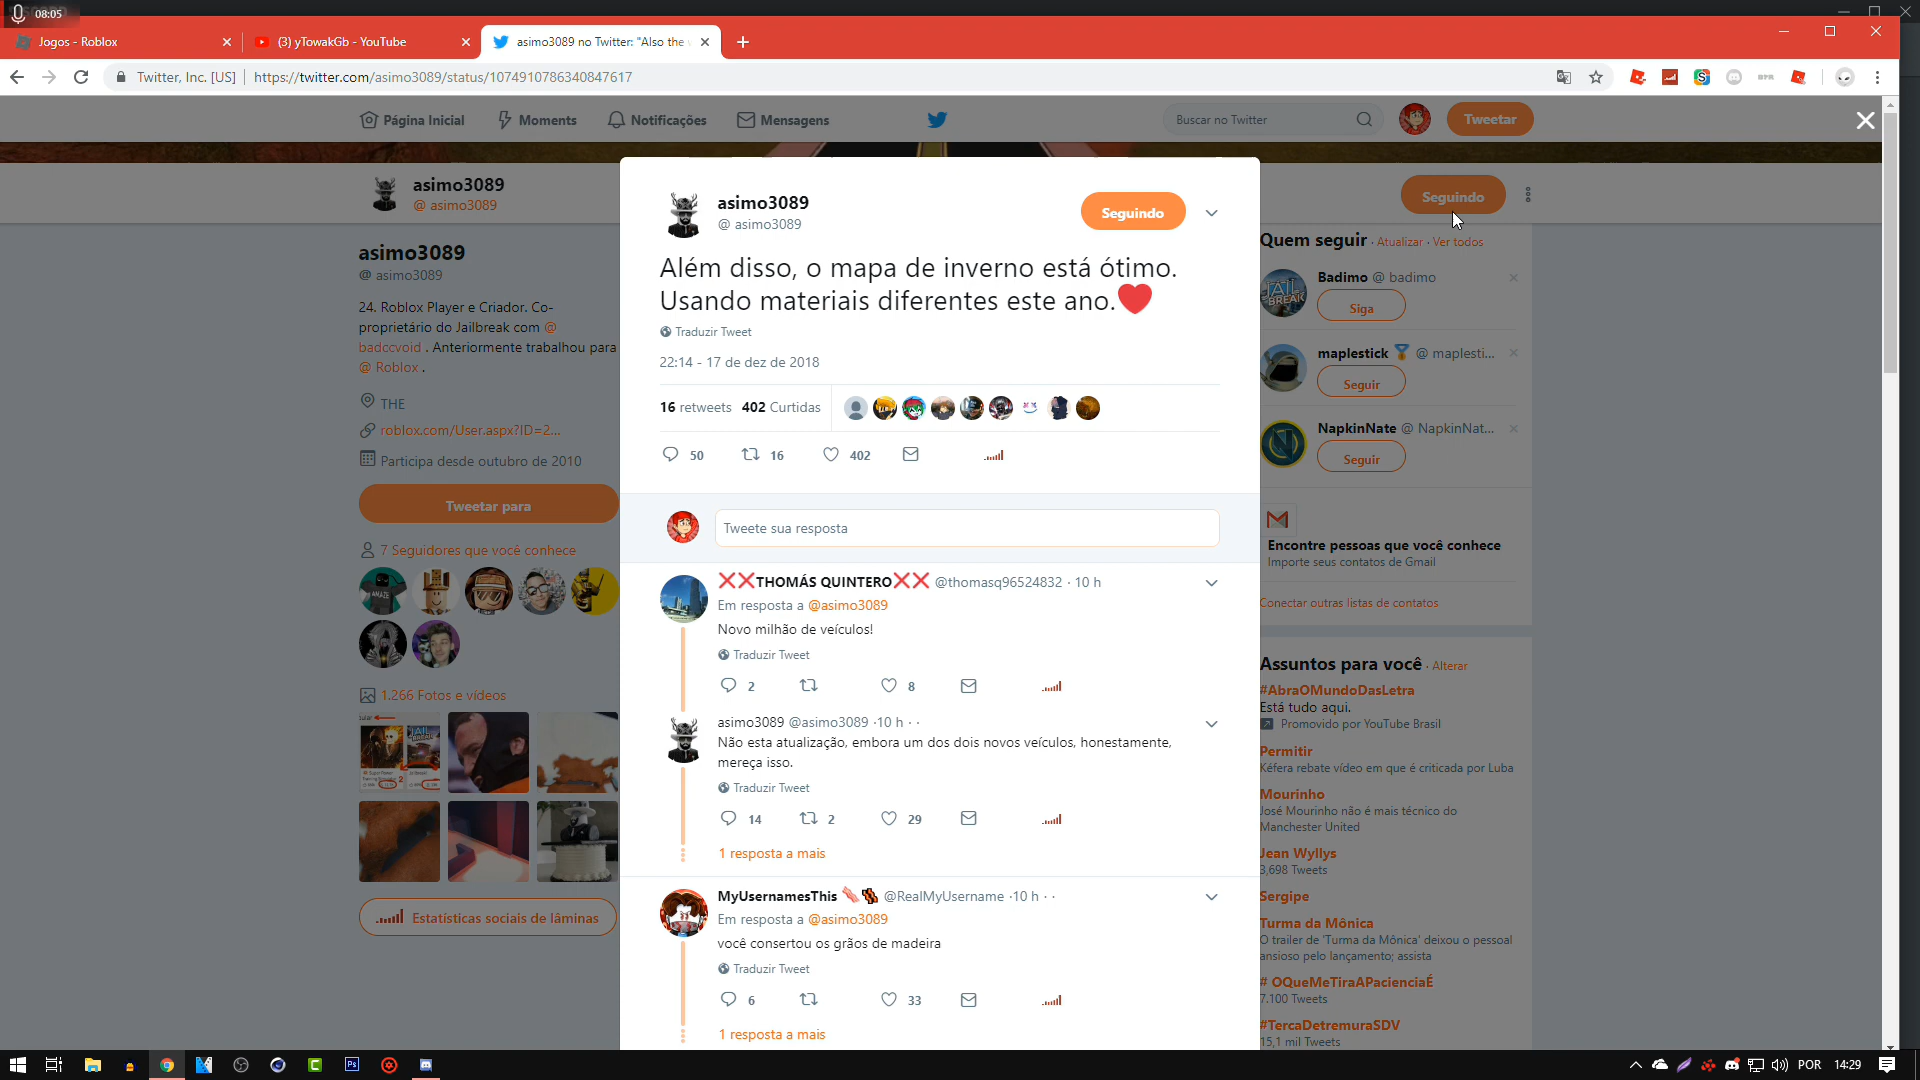 08:05
Jogos - Roblox
(3) yTowakGb - YouTube
asimo3089 no Twitter: "Also the
Twitter, Inc. [US]
https://twitter.com/asimo3089/status/1074910786340847617
Página Inicial
Moments
Notificações
Mensagens
Buscar no Twitter
Tweetar
asimo3089
@ asimo3089
Seguindo
asimo3089
@ asimo3089
24. Roblox Player e Criador. Co-
proprietário do Jailbreak com @
badccvoid . Anteriormente trabalhou para
@ Roblox .
THE
roblox.com/User.aspx?ID=2...
Participa desde outubro de 2010
Tweetar para
7 Seguidores que você conhece
1.266 Fotos e vídeos
Estatísticas sociais de lâminas
asimo3089
@ asimo3089
Seguindo
Além disso, o mapa de inverno está ótimo.
Usando materiais diferentes este ano.❤
Traduzir Tweet
22:14 - 17 de dez de 2018
16 retweets 402 Curtidas
50 16 402
Tweete sua resposta
❌❌THOMÁS QUINTERO❌❌ @thomasq96524832 · 10 h
Em resposta a @asimo3089
Novo milhão de veículos!
Traduzir Tweet
2 8
asimo3089 @asimo3089 ·10 h · ·
Não esta atualização, embora um dos dois novos veículos, honestamente,
mereça isso.
Traduzir Tweet
14 2 29
1 resposta a mais
MyUsernamesThis @RealMyUsername ·10 h · ·
Em resposta a @asimo3089
você consertou os grãos de madeira
Traduzir Tweet
6 33
1 resposta a mais
Quem seguir · Atualizar · Ver todos
Badimo @ badimo
Siga
maplestick @ maplesti...
Seguir
NapkinNate @ NapkinNat...
Seguir
Encontre pessoas que você conhece
Importe seus contatos de Gmail
Conectar outras listas de contatos
Assuntos para você · Alterar
#AbraOMundoDasLetra
Está tudo aqui.
Promovido por YouTube Brasil
Permitir
Kéfera rebate vídeo em que é criticada por Luba
Mourinho
José Mourinho não é mais técnico do
Manchester United
Jean Wyllys
3,698 Tweets
Sergipe
Turma da Mônica
O trailer de 'Turma da Mônica' deixou o pessoal
ansioso pelo lançamento; assista
# OQueMeTiraAPacienciaÉ
7.100 Tweets
#TercaDetremuraSDV
15,1 mil Tweets
POR
14:29